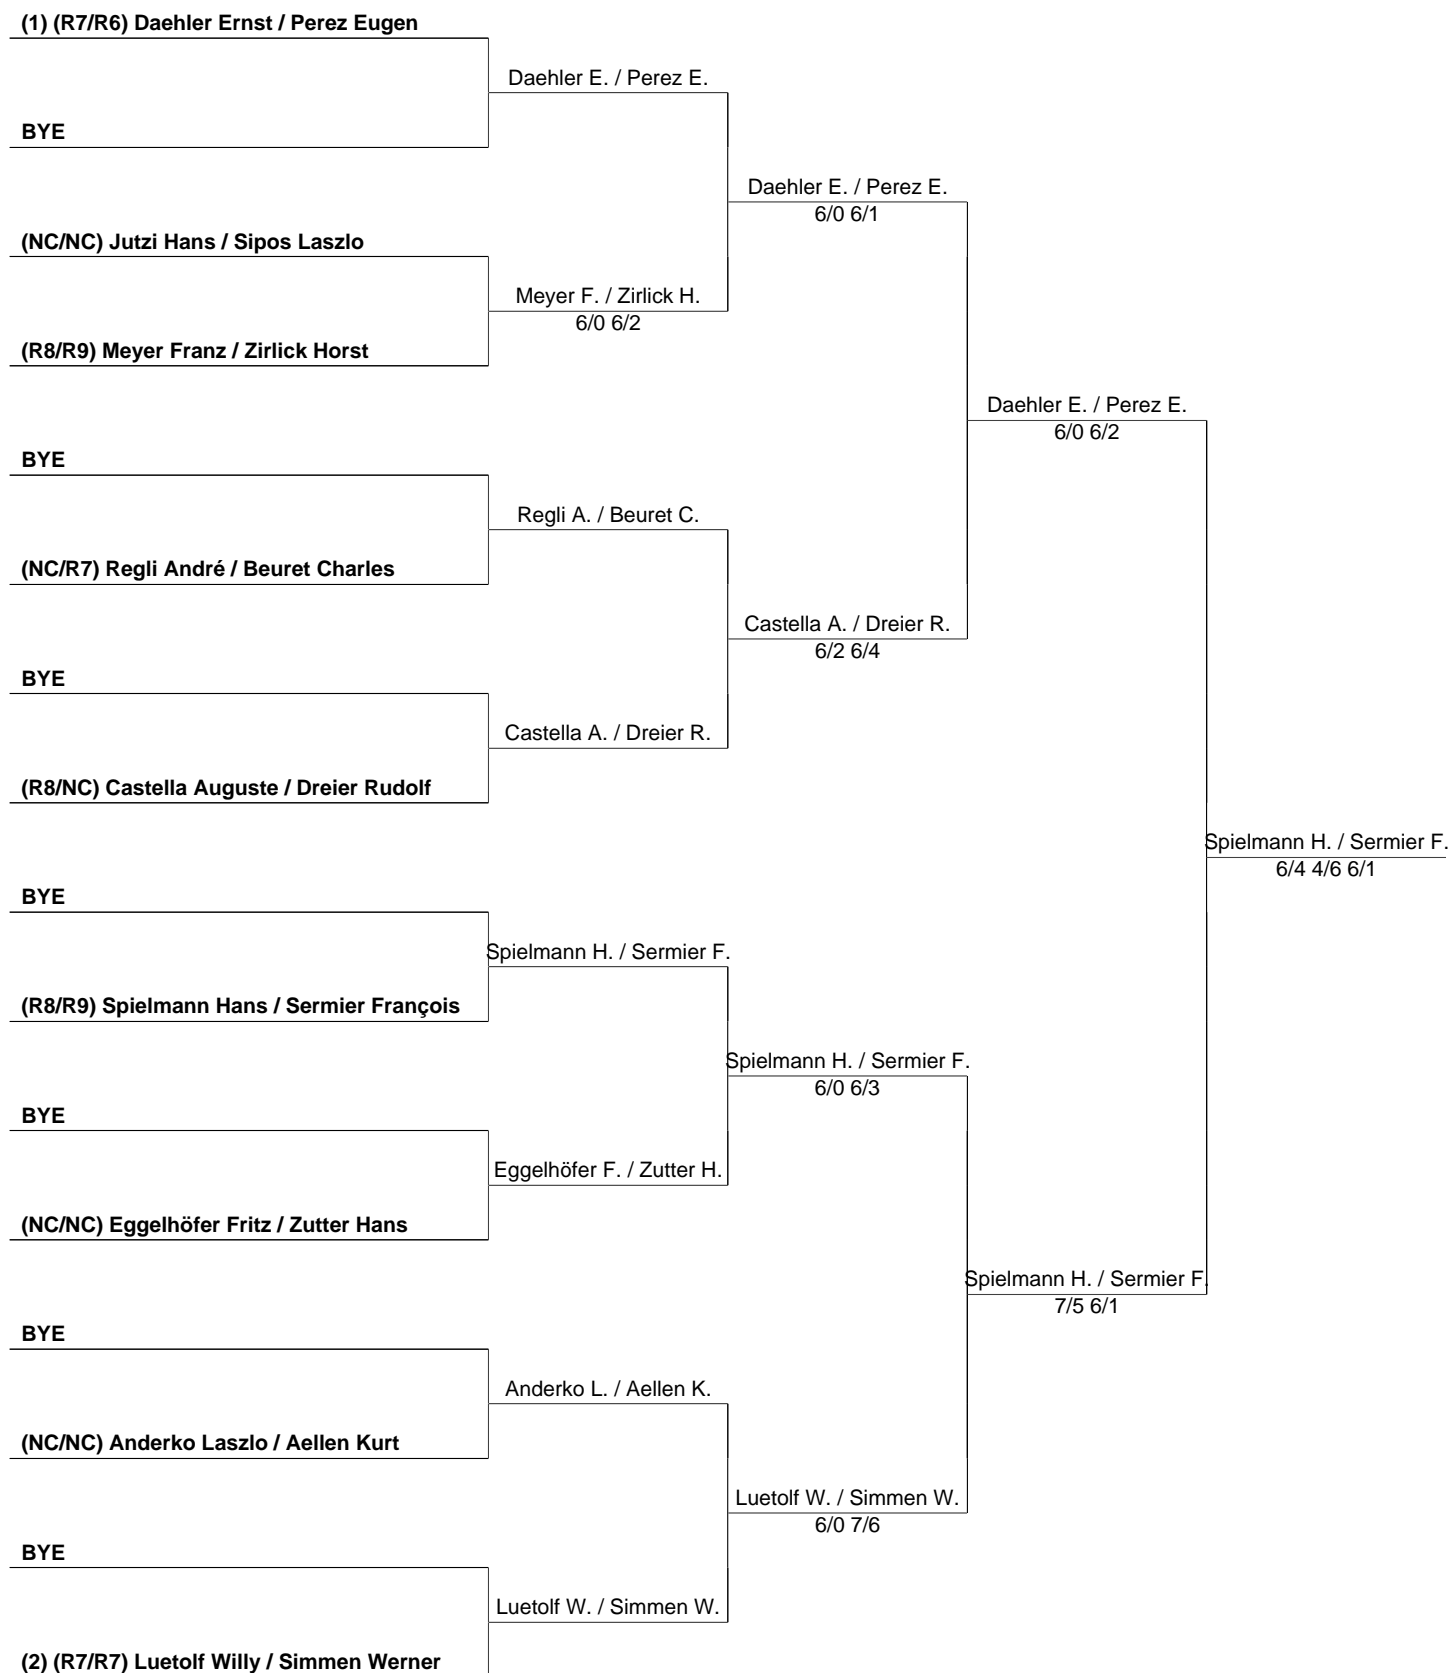 (1) (R7/R6) Daehler Ernst / Perez Eugen
Daehler E. / Perez E.
BYE
Daehler E. / Perez E.
6/0 6/1
(NC/NC) Jutzi Hans / Sipos Laszlo
Meyer F. / Zirlick H.
6/0 6/2
(R8/R9) Meyer Franz / Zirlick Horst
Daehler E. / Perez E.
6/0 6/2
BYE
Regli A. / Beuret C.
(NC/R7) Regli André / Beuret Charles
Castella A. / Dreier R.
6/2 6/4
BYE
Castella A. / Dreier R.
(R8/NC) Castella Auguste / Dreier Rudolf
Spielmann H. / Sermier F.
6/4 4/6 6/1
BYE
Spielmann H. / Sermier F.
(R8/R9) Spielmann Hans / Sermier François
Spielmann H. / Sermier F.
6/0 6/3
BYE
Eggelhöfer F. / Zutter H.
(NC/NC) Eggelhöfer Fritz / Zutter Hans
Spielmann H. / Sermier F.
7/5 6/1
BYE
Anderko L. / Aellen K.
(NC/NC) Anderko Laszlo / Aellen Kurt
Luetolf W. / Simmen W.
6/0 7/6
BYE
Luetolf W. / Simmen W.
(2) (R7/R7) Luetolf Willy / Simmen Werner